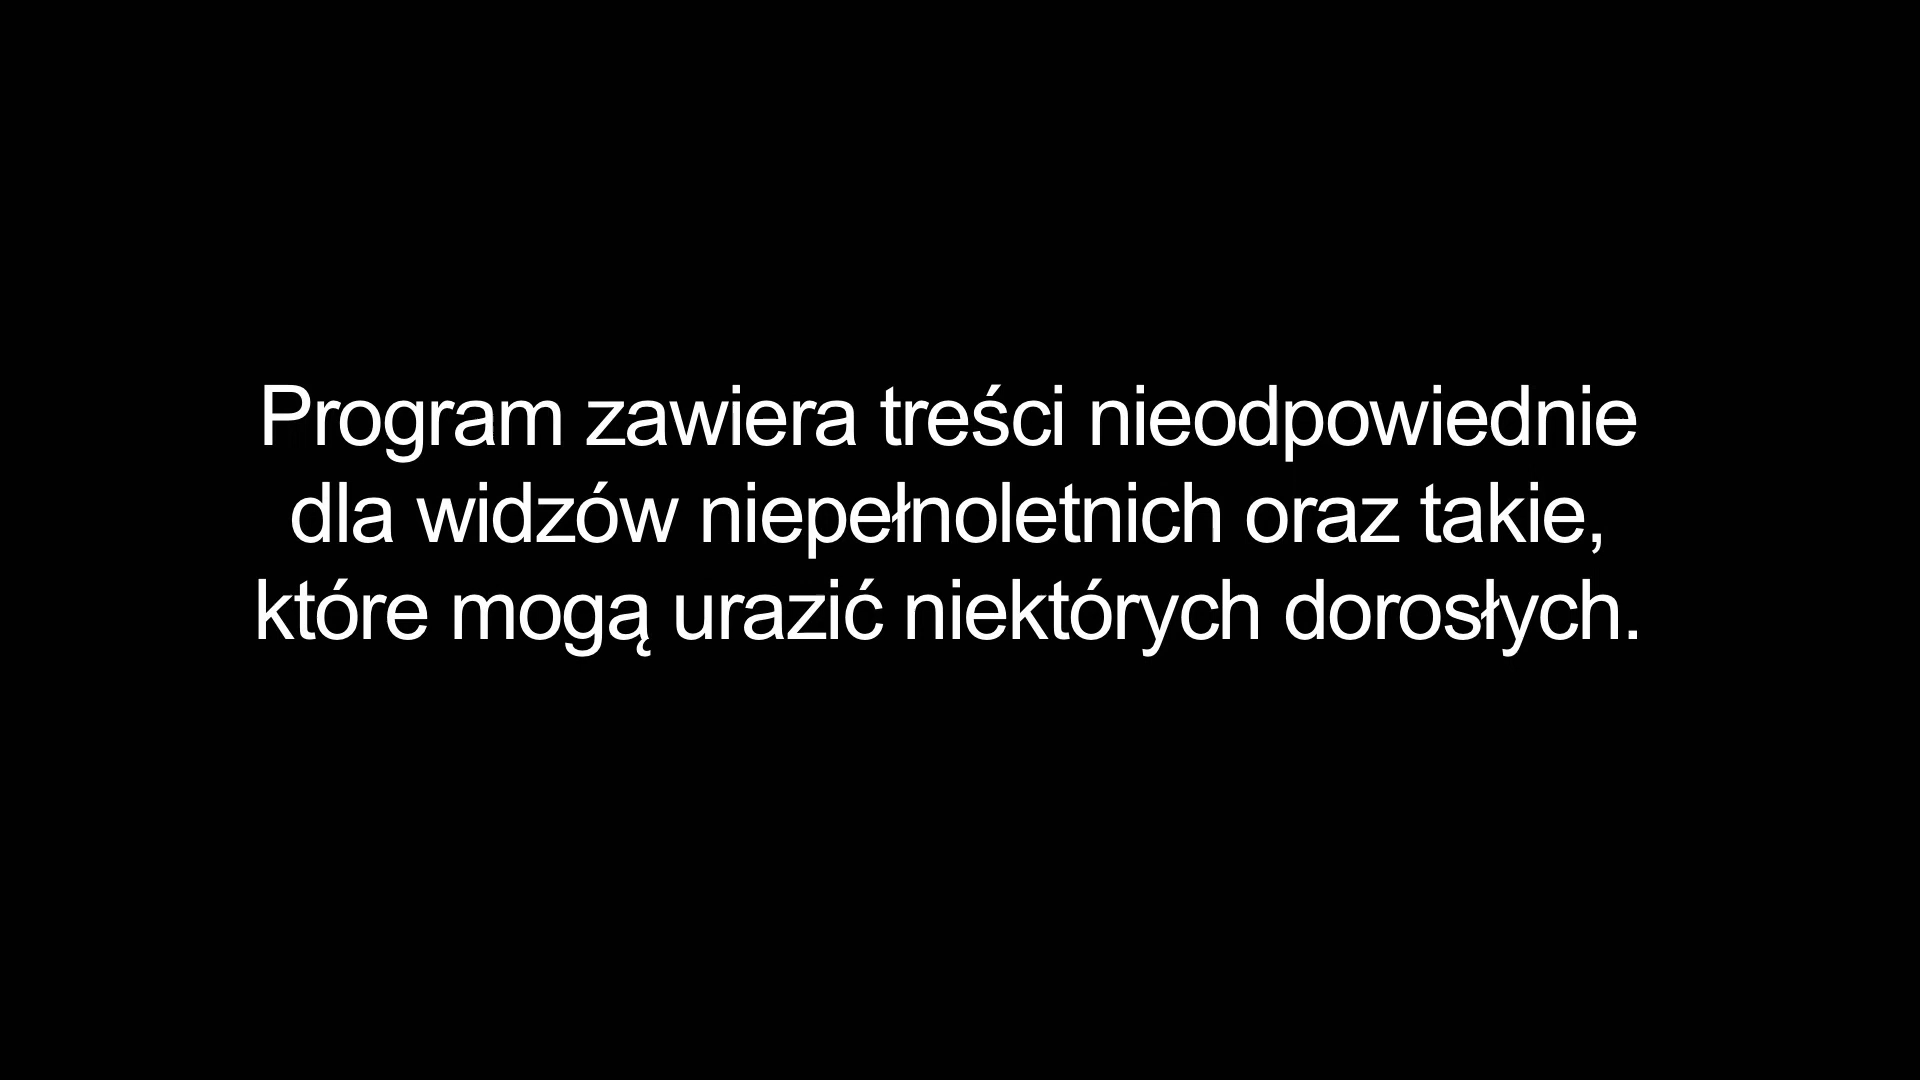 Program zawiera treści nieodpowiednie
dla widzów niepełnoletnich oraz takie,
które mogą urazić niektórych dorosłych.